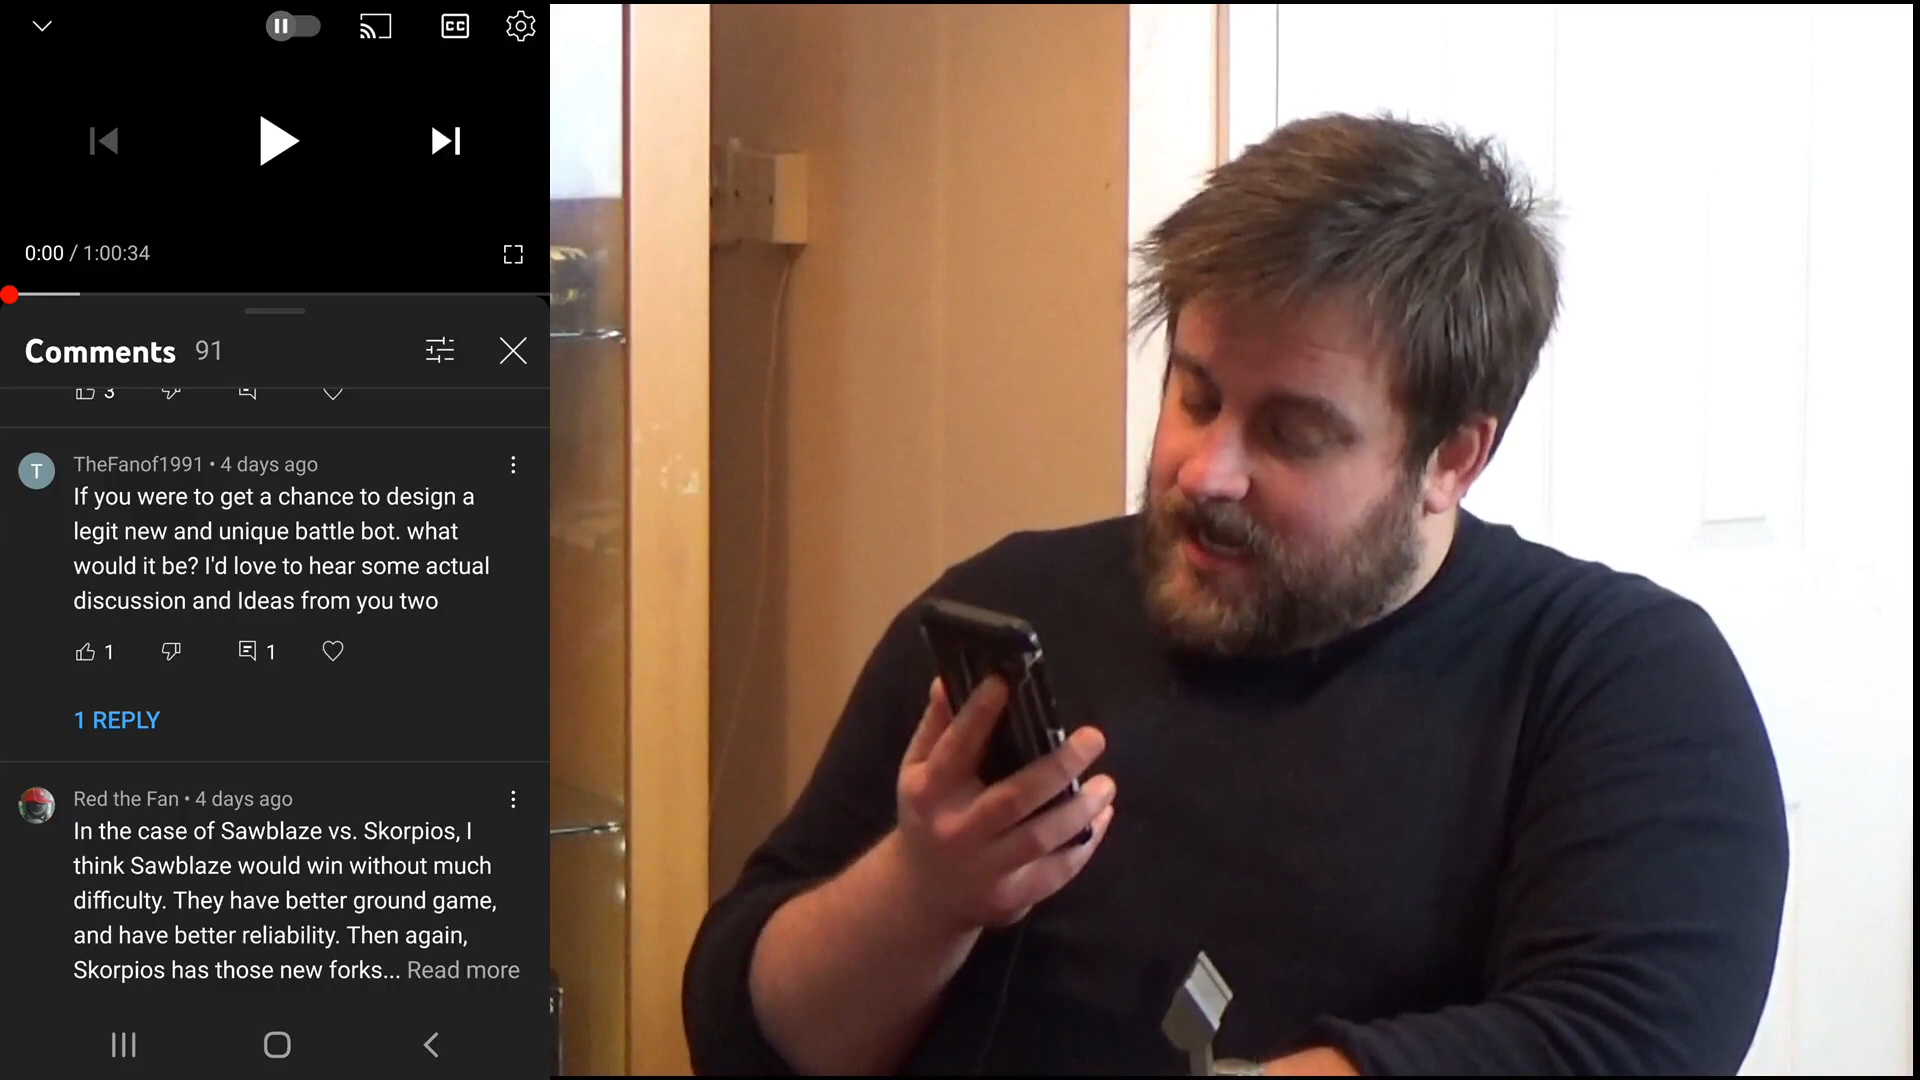 CC
0:00 / 1:00:34
Comments 91
3
T
TheFanof1991 • 4 days ago
If you were to get a chance to design a
legit new and unique battle bot. what
would it be? I'd love to hear some actual
discussion and Ideas from you two
1 1
1 REPLY
Red the Fan • 4 days ago
In the case of Sawblaze vs. Skorpios, I
think Sawblaze would win without much
difficulty. They have better ground game,
and have better reliability. Then again,
Skorpios has those new forks... Read more